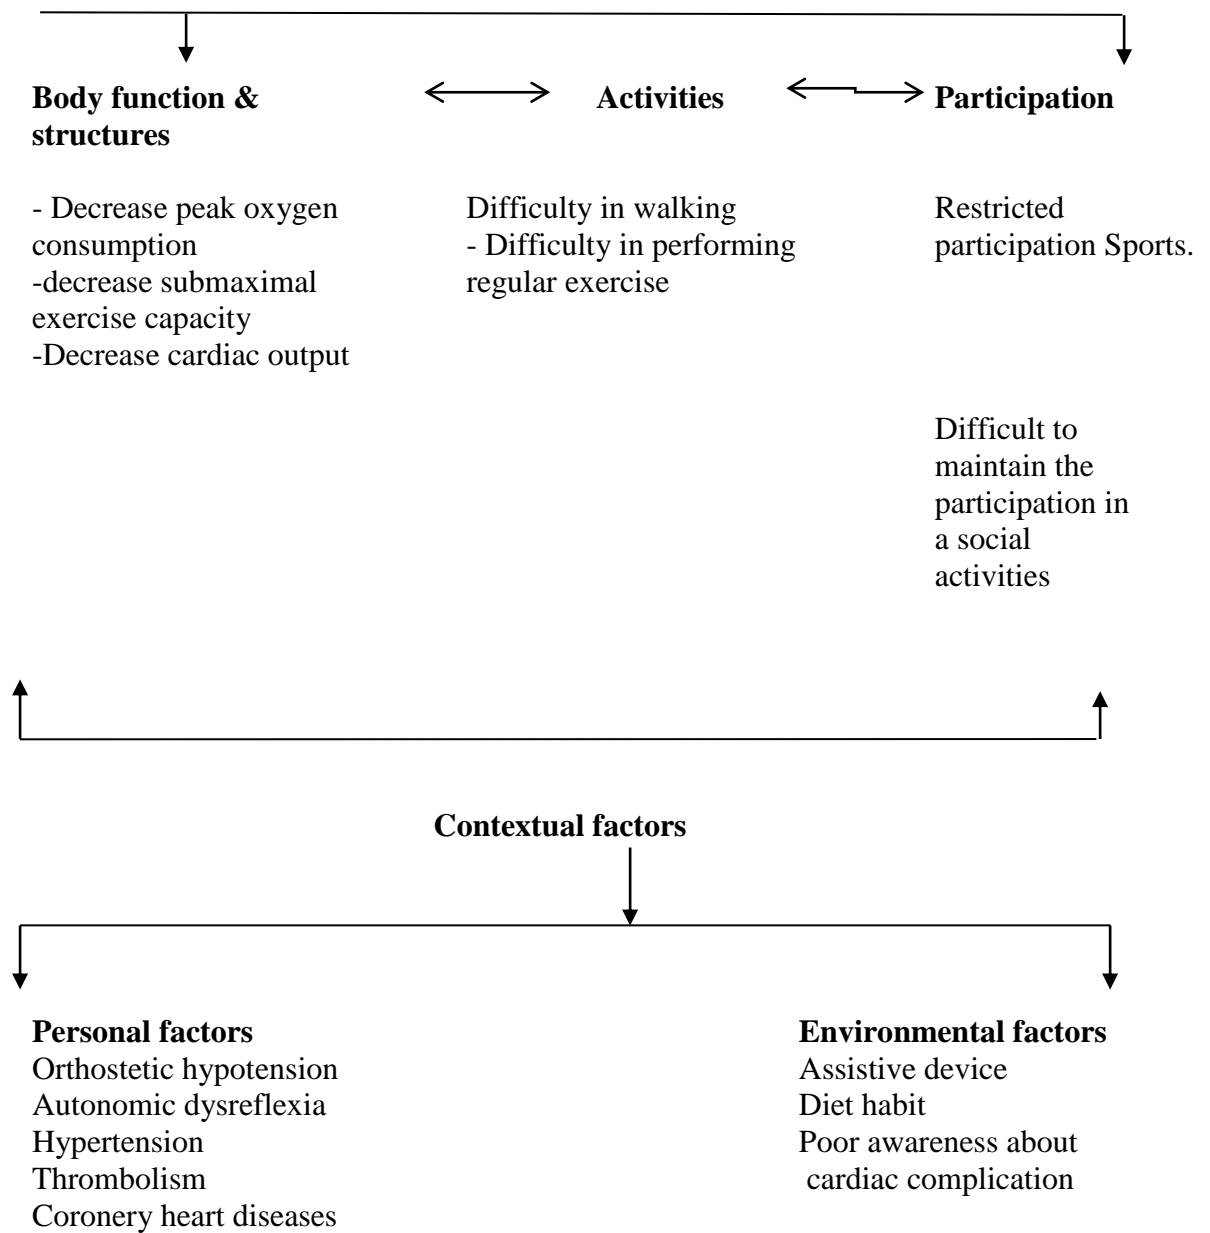 Body function &
structures
Activities
Participation
- Decrease peak oxygen
consumption
-decrease submaximal
exercise capacity
-Decrease cardiac output
Difficulty in walking
- Difficulty in performing
regular exercise
Restricted
participation Sports.
Difficult to
maintain the
participation in
a social
activities
Contextual factors
Personal factors
Orthostetic hypotension
Autonomic dysreflexia
Hypertension
Thrombolism
Coronery heart diseases
Environmental factors
Assistive device
Diet habit
Poor awareness about
cardiac complication